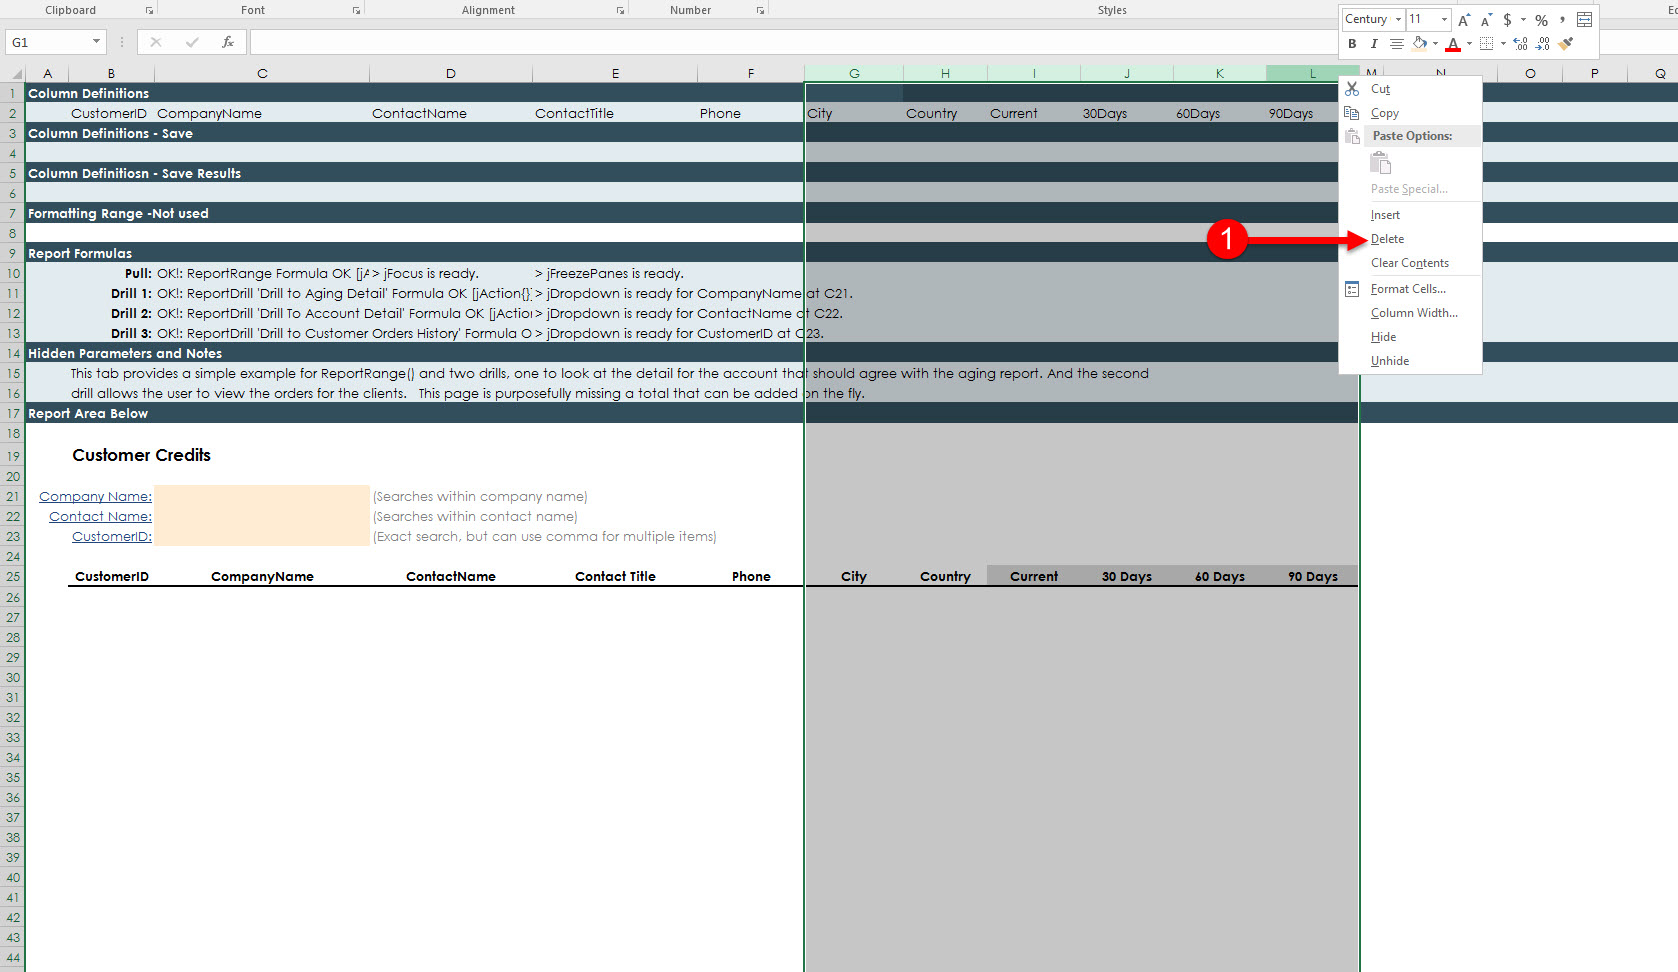 Clipboard Font Alignment Number Styles
Century 11 A A $ % ,
B I A .00 .00
G1 fx
A B C D E F G H I J K L M N O P Q
1 Column Definitions
2 CustomerID CompanyName ContactName ContactTitle Phone City Country Current 30Days 60Days 90Days
3 Column Definitions - Save
4
5 Column Definitiosn - Save Results
6
7 Formatting Range -Not used
8
9 Report Formulas
10 Pull: OK!: ReportRange Formula OK [jA > jFocus is ready. > jFreezePanes is ready.
11 Drill 1: OK!: ReportDrill 'Drill to Aging Detail' Formula OK [jAction{}] > jDropdown is ready for CompanyName at C21.
12 Drill 2: OK!: ReportDrill 'Drill To Account Detail' Formula OK [jAction > jDropdown is ready for ContactName at C22.
13 Drill 3: OK!: ReportDrill 'Drill to Customer Orders History' Formula O > jDropdown is ready for CustomerID at C23.
14 Hidden Parameters and Notes
15 This tab provides a simple example for ReportRange() and two drills, one to look at the detail for the account that should agree with the aging report. And the second
16 drill allows the user to view the orders for the clients. This page is purposefully missing a total that can be added on the fly.
17 Report Area Below
18
19 Customer Credits
20
21 Company Name: (Searches within company name)
22 Contact Name: (Searches within contact name)
23 CustomerID: (Exact search, but can use comma for multiple items)
24
25 CustomerID CompanyName ContactName Contact Title Phone City Country Current 30 Days 60 Days 90 Days
26
27
28
29
30
31
32
33
34
35
36
37
38
39
40
41
42
43
44
Cut
Copy
Paste Options:
Paste Special...
Insert
1
Delete
Clear Contents
Format Cells...
Column Width...
Hide
Unhide